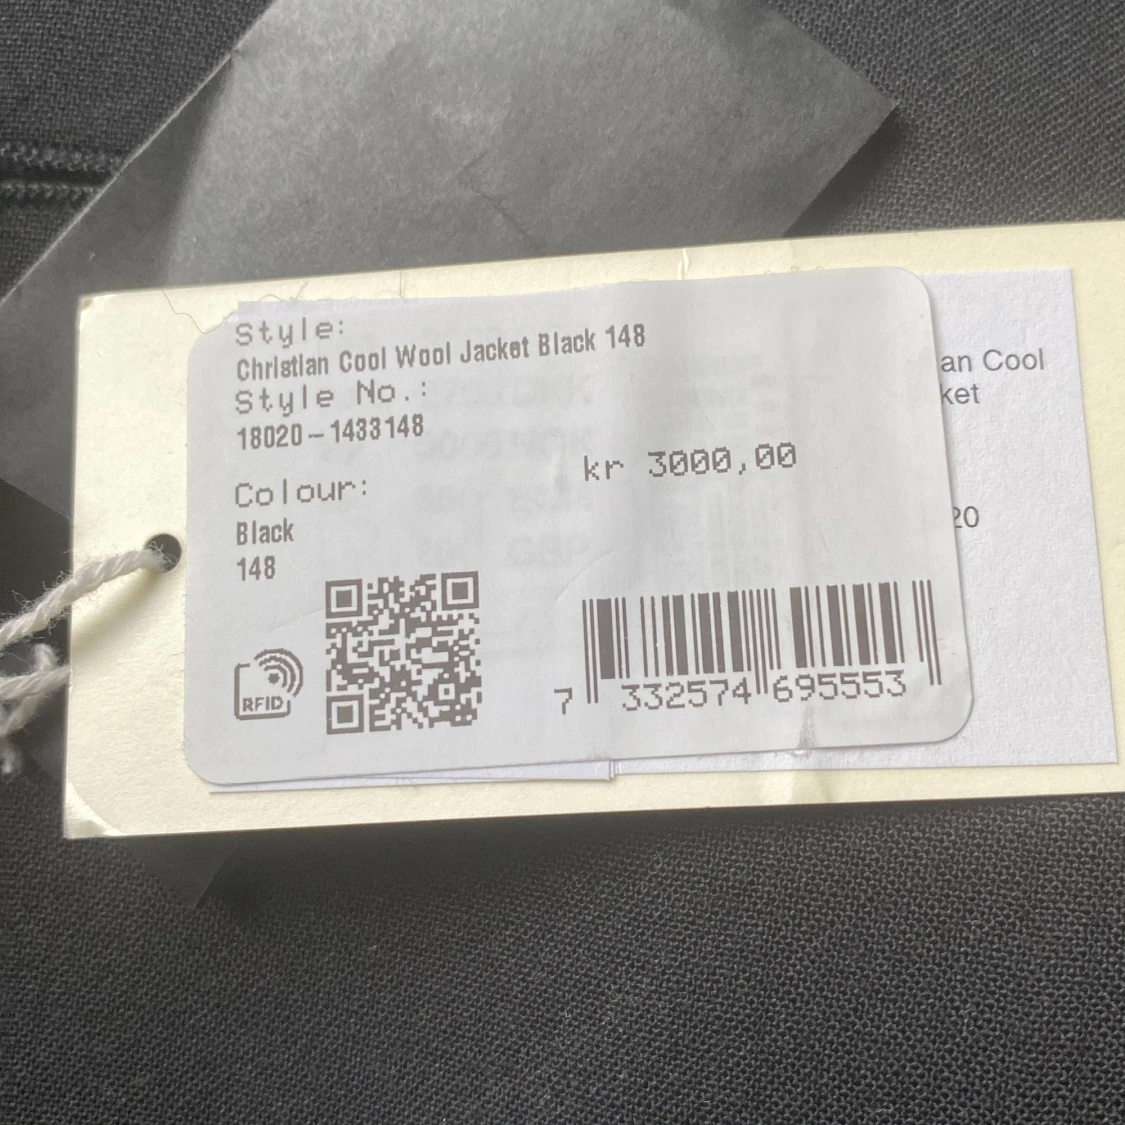 Style:
Christian Cool Wool Jacket Black 148
Style No.:
18020-1433148
kr 3000,00
Colour:
Black
148
RFID
7 332574 695553
an Cool
ket
20